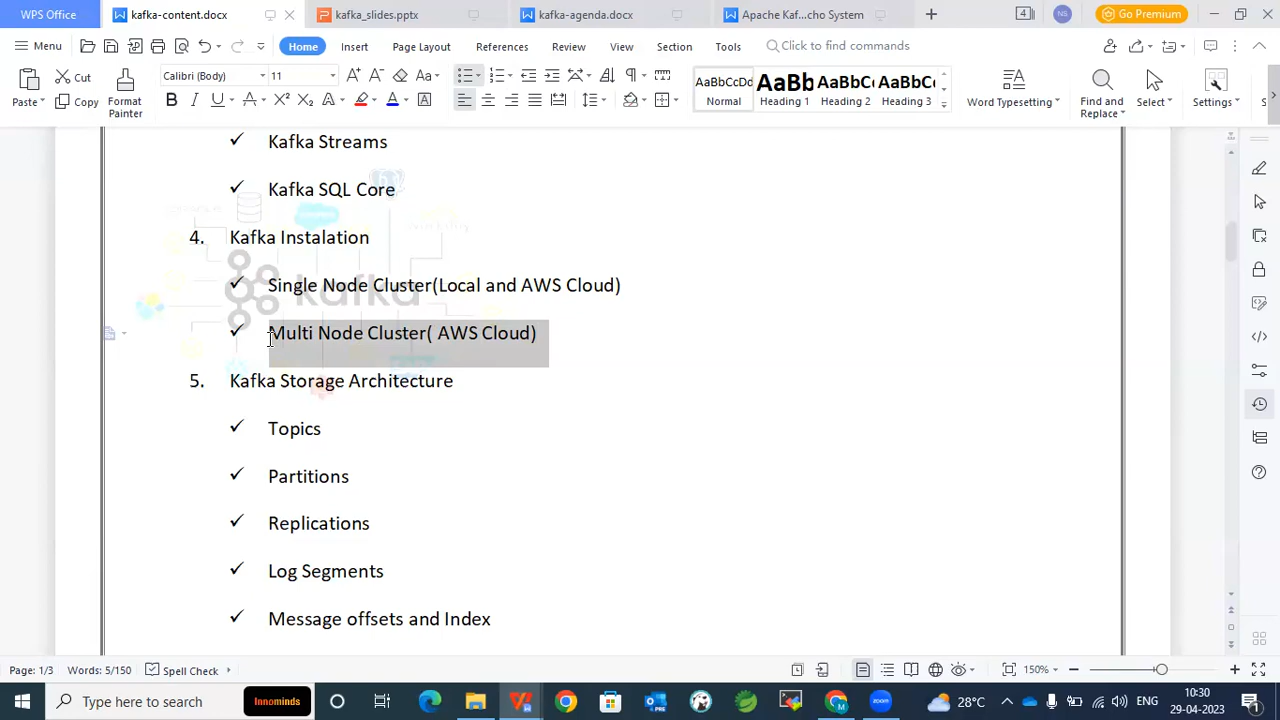 WPS Office
kafka-content.docx
kafka_slides.pptx
kafka-agenda.docx
Apache Kaf...cho System
4
NS
Go Premium
Menu
Home
Insert
Page Layout
References
Review
View
Section
Tools
Click to find commands
Paste
Cut
Copy
Format
Painter
Calibri (Body)
11
AaBbCcDd
Normal
AaBb
Heading 1
AaBbC
Heading 2
AaBbC
Heading 3
Word Typesetting
Find and
Replace
Select
Settings
Kafka Streams
Kafka SQL Core
4. Kafka Instalation
Single Node Cluster(Local and AWS Cloud)
kafka
Multi Node Cluster( AWS Cloud)
5. Kafka Storage Architecture
Topics
Partitions
Replications
Log Segments
Message offsets and Index
Page: 1/3
Words: 5/150
Spell Check
150%
Type here to search
Innominds
28°C
ENG
10:30
29-04-2023